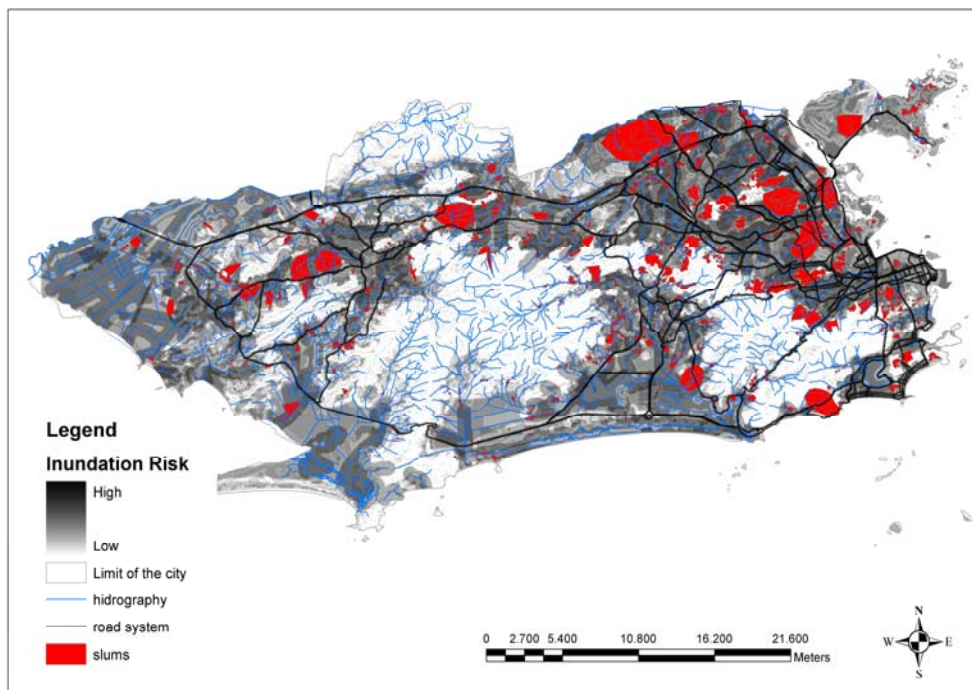 Legend
Inundation Risk
High
Low
Limit of the city
hidrography
road system
slums
0 2.700 5.400 10.800 16.200 21.600
Meters
N
W E
S